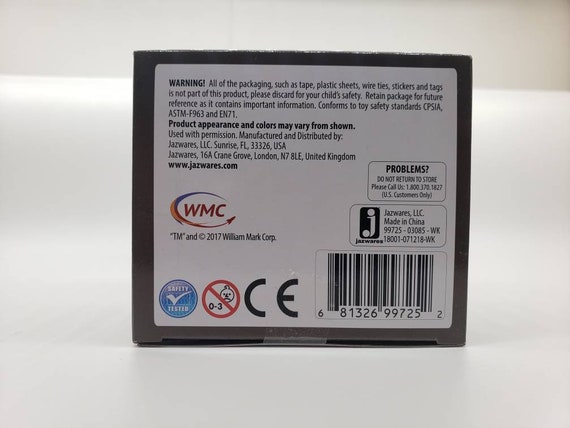 WARNING! All of the packaging, such as tape, plastic sheets, wire ties, stickers and tags
is not part of this product, please discard for your child's safety. Retain package for future
reference as it contains important information. Conforms to toy safety standards CPSIA,
ASTM-F963 and EN71.
Product appearance and colors may vary from shown.
Used with permission. Manufactured and Distributed by:
Jazwares, LLC. Sunrise, FL, 33326, USA
Jazwares, 16A Crane Grove, London, N7 8LE, United Kingdom
www.jazwares.com
PROBLEMS?
DO NOT RETURN TO STORE
Please Call Us: 1.800.370.1827
(U.S. Customers Only)
WMC
"TM" and © 2017 William Mark Corp.
j
jazwares
Jazwares, LLC.
Made in China
99725 - 03085 - WK
18001-071218-WK
SAFETY
TESTED
0-3
CE
6 81326 99725 2